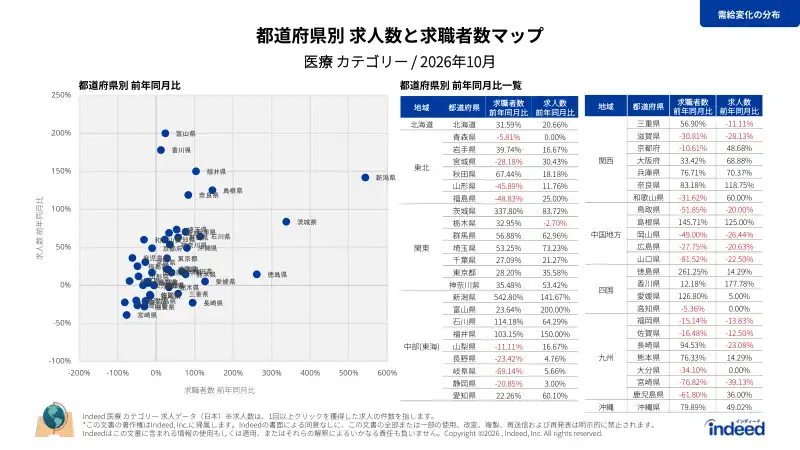 需給変化の分布
都道府県別 求人数と求職者数マップ
医療 カテゴリー / 2026年10月
都道府県別 前年同月比
250%
200%
150%
100%
50%
0%
-50%
-100%
-200%
-100%
0%
100%
200%
300%
400%
500%
600%
求人数 前年同月比
求職者数 前年同月比
富山県
香川県
福井県
新潟県
島根県
奈良県
茨城県
石川県
東京都
徳島県
愛媛県
三重県
長崎県
宮崎県
都道府県別 前年同月比一覧
地域 都道府県 求職者数 前年同月比 求人数 前年同月比
北海道 北海道 31.59% 20.66%
東北 青森県 -5.81% 0.00%
岩手県 39.74% 16.67%
宮城県 -28.18% 30.43%
秋田県 67.44% 18.18%
山形県 -45.89% 11.76%
福島県 -48.83% 25.00%
関東 茨城県 337.80% 83.72%
栃木県 32.95% -2.70%
群馬県 56.88% 62.96%
埼玉県 53.25% 73.23%
千葉県 27.09% 21.27%
東京都 28.20% 35.58%
神奈川県 35.48% 53.42%
中部(東海) 新潟県 542.80% 141.67%
富山県 23.64% 200.00%
石川県 114.18% 64.29%
福井県 103.15% 150.00%
山梨県 -11.11% 16.67%
長野県 -23.42% 4.76%
岐阜県 -69.14% 5.66%
静岡県 -20.85% 3.00%
愛知県 22.26% 60.10%
地域 都道府県 求職者数 前年同月比 求人数 前年同月比
関西 三重県 56.90% -11.11%
滋賀県 -30.81% -28.13%
京都府 -10.61% 48.68%
大阪府 33.42% 68.88%
兵庫県 76.71% 70.37%
奈良県 83.18% 118.75%
和歌山県 -31.62% 60.00%
中国地方 鳥取県 -51.85% -20.00%
島根県 145.71% 125.00%
岡山県 -49.00% -26.44%
広島県 -27.75% -20.63%
山口県 -81.52% -22.50%
四国 徳島県 261.25% 14.29%
香川県 12.18% 177.78%
愛媛県 126.80% 5.00%
高知県 -5.36% 0.00%
九州 福岡県 -15.14% -13.83%
佐賀県 -16.48% -12.50%
長崎県 94.53% -23.08%
熊本県 76.33% 14.29%
大分県 -34.10% 0.00%
宮崎県 -76.82% -39.13%
鹿児島県 -61.80% 36.00%
沖縄 沖縄県 79.89% 49.02%
Indeed 医療 カテゴリー 求人データ（日本）※求人数は、1回以上クリックを獲得した求人の件数を指します。
*この文書の著作権はIndeed, Inc.に帰属します。Indeedの書面による同意なしに、この文書の全部または一部の使用、改変、複製、再送信および再発表は明示的に禁止されます。
Indeedはこの文書に含まれる情報の使用もしくは適用、またはそれらの解釈によるいかなる責任も負いません。Copyright ©2026 , Indeed, Inc. All rights reserved.
インディード
indeed